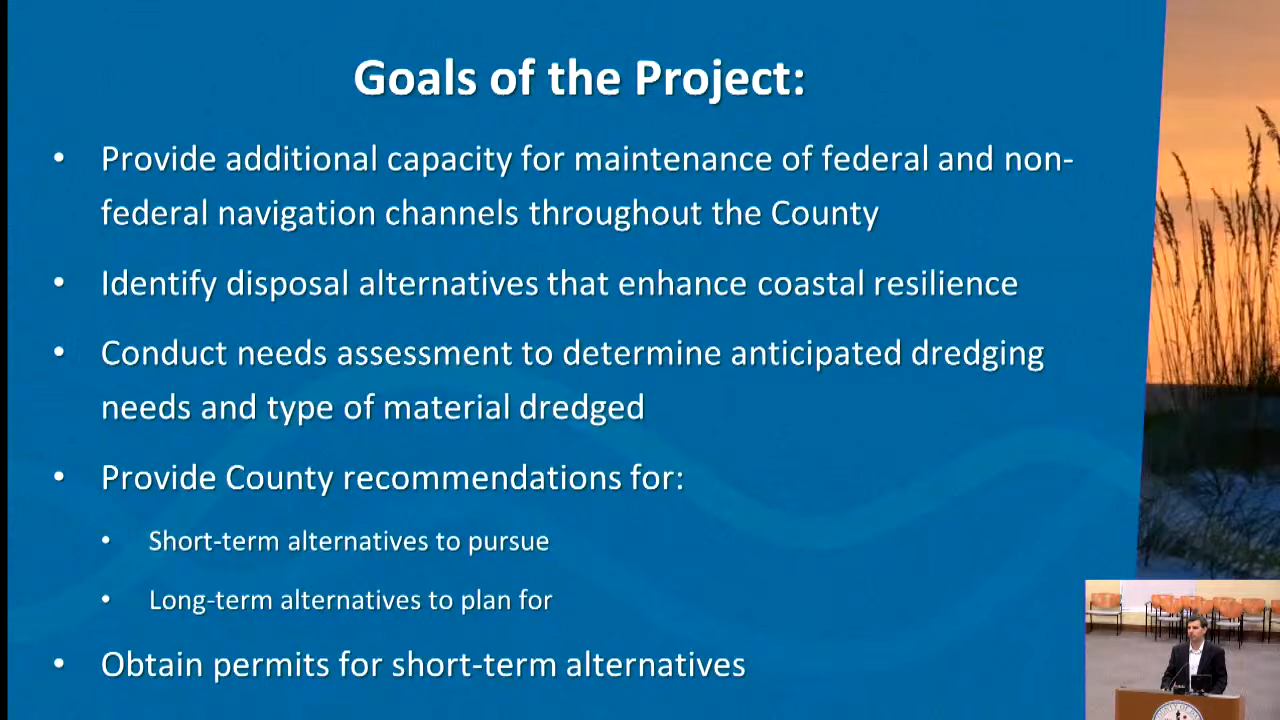 Goals of the Project:
• Provide additional capacity for maintenance of federal and non-
federal navigation channels throughout the County
• Identify disposal alternatives that enhance coastal resilience
• Conduct needs assessment to determine anticipated dredging
needs and type of material dredged
• Provide County recommendations for:
• Short-term alternatives to pursue
• Long-term alternatives to plan for
• Obtain permits for short-term alternatives